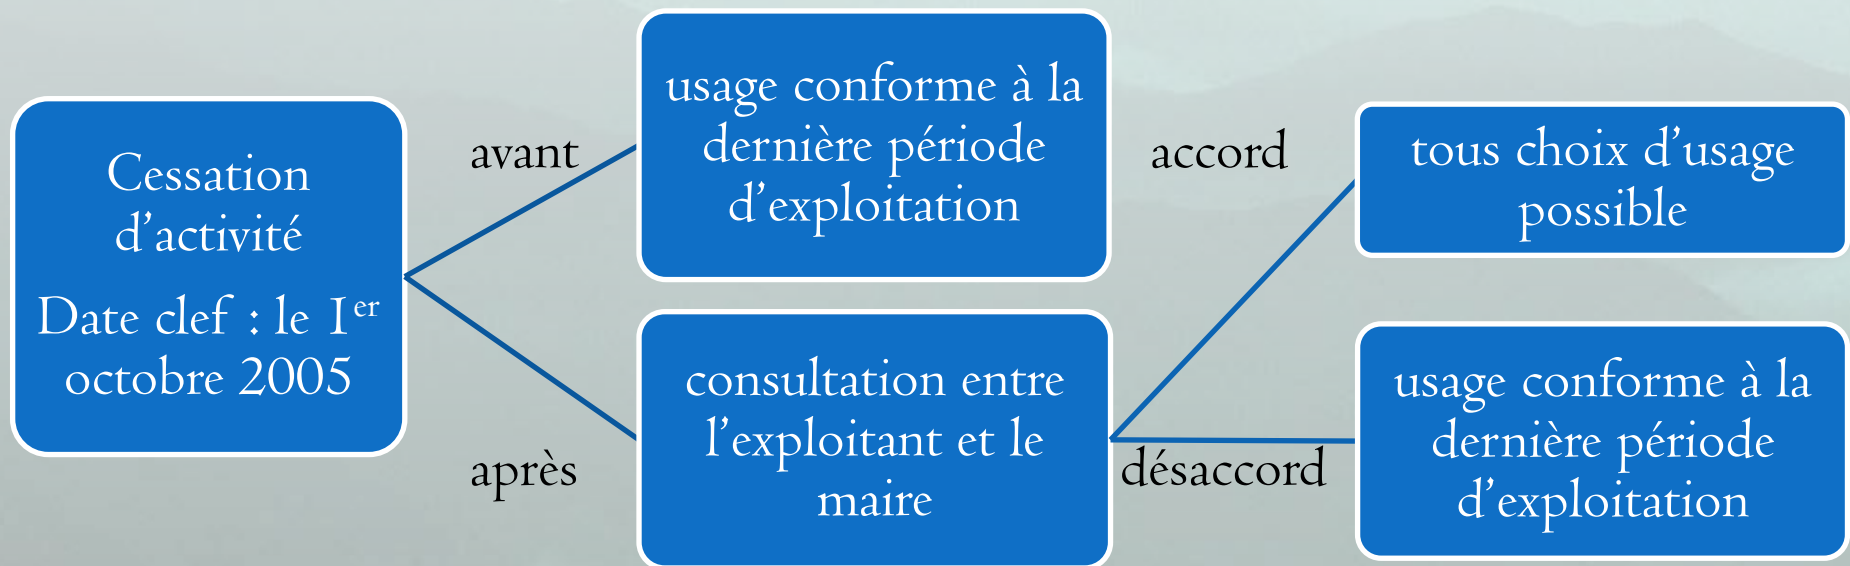 Cessation
d’activité
Date clef : le 1er
octobre 2005
avant
après
usage conforme à la
dernière période
d’exploitation
consultation entre
l’exploitant et le
maire
accord
désaccord
tous choix d’usage
possible
usage conforme à la
dernière période
d’exploitation